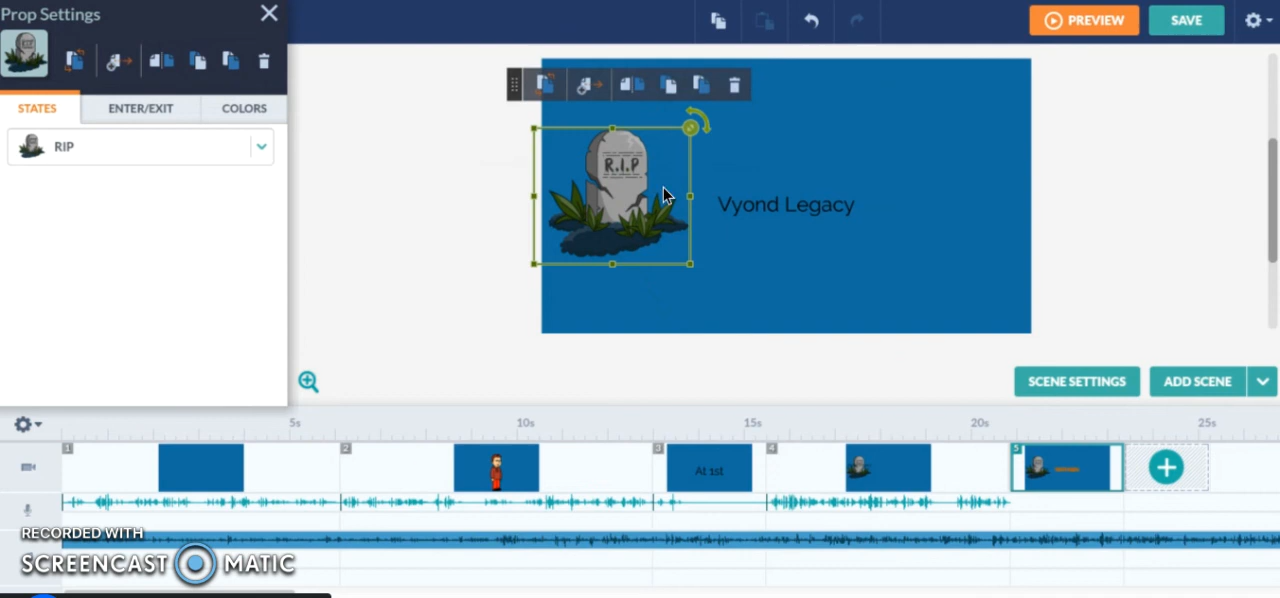 Prop Settings
PREVIEW
SAVE
STATES
ENTER/EXIT
COLORS
RIP
R.I.P
Vyond Legacy
SCENE SETTINGS
ADD SCENE
5s
10s
15s
20s
25s
1
2
3
4
5
At 1st
RECORDED WITH
SCREENCAST MATIC